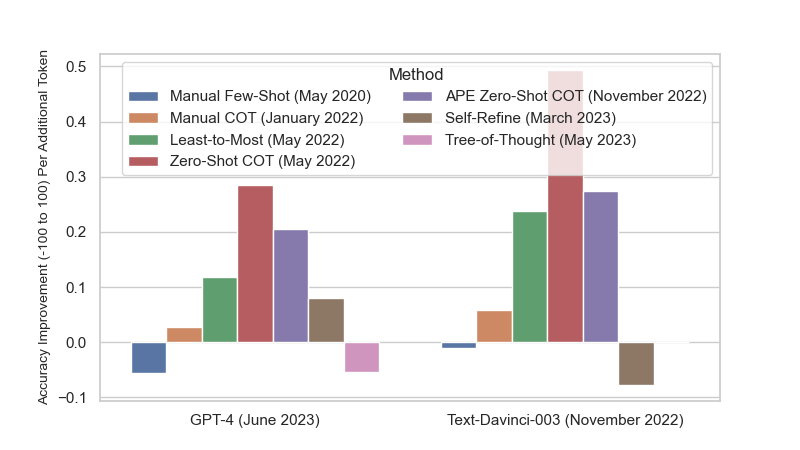 Accuracy Improvement (-100 to 100) Per Additional Token
0.5
0.4
0.3
0.2
0.1
0.0
−0.1
Method
Manual Few-Shot (May 2020)
Manual COT (January 2022)
Least-to-Most (May 2022)
Zero-Shot COT (May 2022)
APE Zero-Shot COT (November 2022)
Self-Refine (March 2023)
Tree-of-Thought (May 2023)
GPT-4 (June 2023)
Text-Davinci-003 (November 2022)